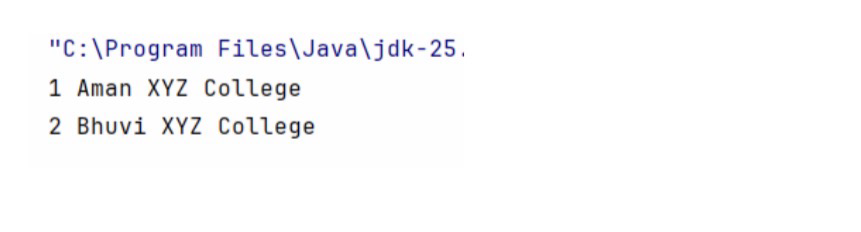 "C:\Program Files\Java\jdk-25.
1 Aman XYZ College
2 Bhuvi XYZ College